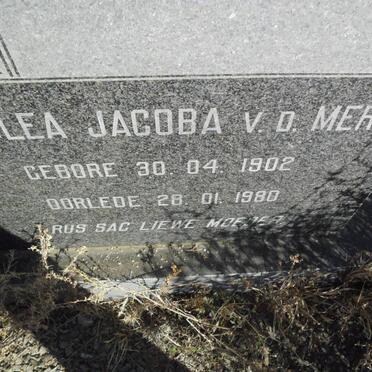 LEA JACOBA V. D. MER
GEBORE 30. 04. 1902
OORLEDE 28. 01. 1980
RUS SAG LIEWE MOEDER